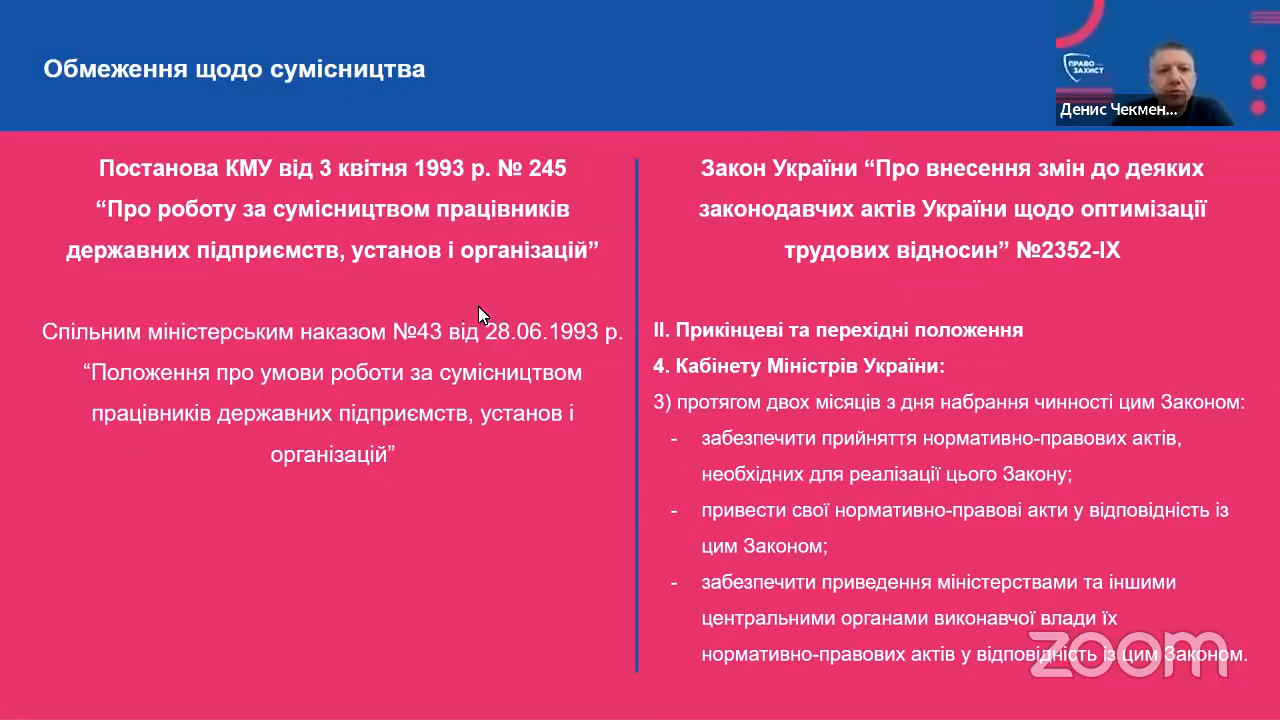 Обмеження щодо сумісництва
ПРАВО
ЗАХИСТ
Денис Чекмен...
Постанова КМУ від 3 квітня 1993 р. № 245
“Про роботу за сумісництвом працівників
державних підприємств, установ і організацій”
Спільним міністерським наказом №43 від 28.06.1993 р.
“Положення про умови роботи за сумісництвом
працівників державних підприємств, установ і
організацій”
Закон України “Про внесення змін до деяких
законодавчих актів України щодо оптимізації
трудових відносин” №2352-IX
II. Прикінцеві та перехідні положення
4. Кабінету Міністрів України:
3) протягом двох місяців з дня набрання чинності цим Законом:
- забезпечити прийняття нормативно-правових актів,
необхідних для реалізації цього Закону;
- привести свої нормативно-правові акти у відповідність із
цим Законом;
- забезпечити приведення міністерствами та іншими
центральними органами виконавчої влади їх
нормативно-правових актів у відповідність із цим Законом.
zoom